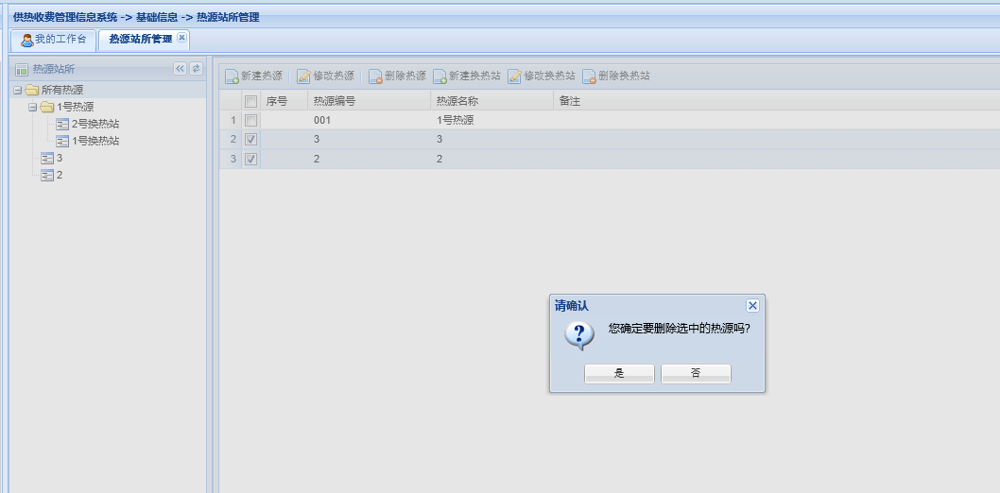 供热收费管理信息系统 -> 基础信息 -> 热源站所管理
我的工作台 热源站所管理
热源站所
所有热源
1号热源
2号换热站
1号换热站
3
2
新建热源 修改热源 删除热源 新建换热站 修改换热站 删除换热站
序号 热源编号 热源名称 备注
1 001 1号热源
2 3 3
3 2 2
请确认
您确定要删除选中的热源吗?
是 否